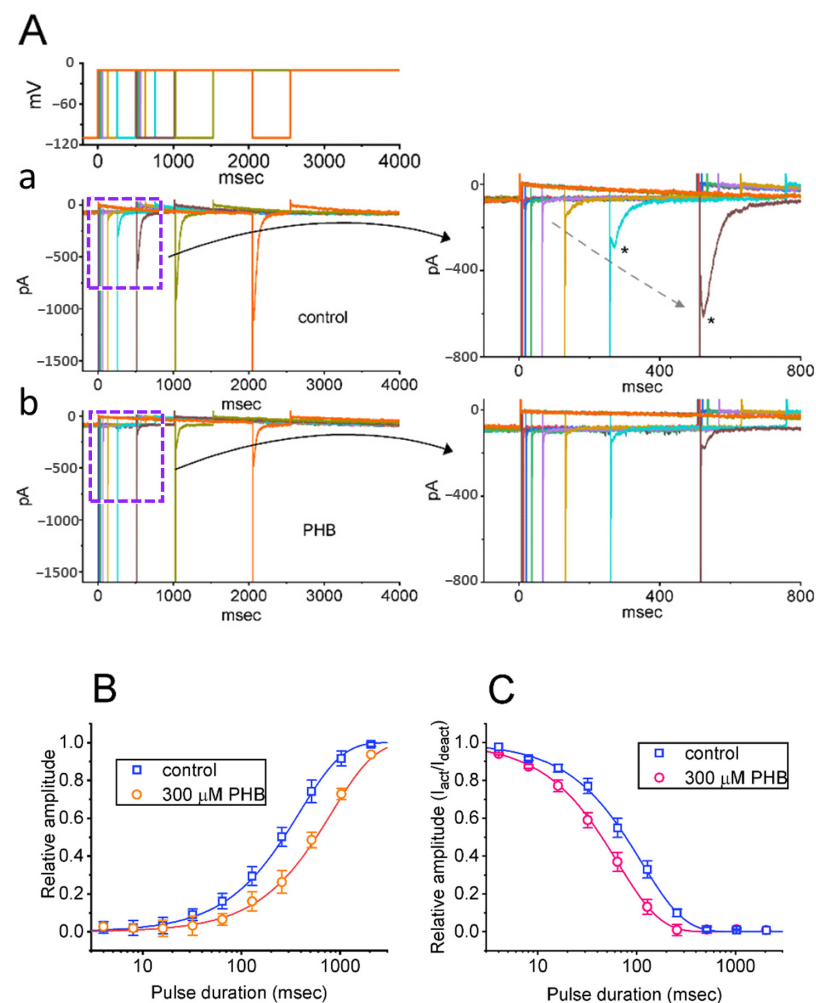 A
0
−60
−120
mV
0 1000 2000 3000 4000
msec
a
0
−500
−1000
−1500
pA
control
0 1000 2000 3000 4000
msec
0
−400
−800
pA
*
*
0 400 800
msec
b
0
−500
−1000
−1500
pA
PHB
0 1000 2000 3000 4000
msec
0
−400
−800
pA
0 400 800
msec
B
1.0
0.8
0.6
0.4
0.2
0.0
Relative amplitude
control
300 μM PHB
10 100 1000
Pulse duration (msec)
C
1.0
0.8
0.6
0.4
0.2
0.0
Relative amplitude (Iact/Ideact)
control
300 μM PHB
10 100 1000
Pulse duration (msec)